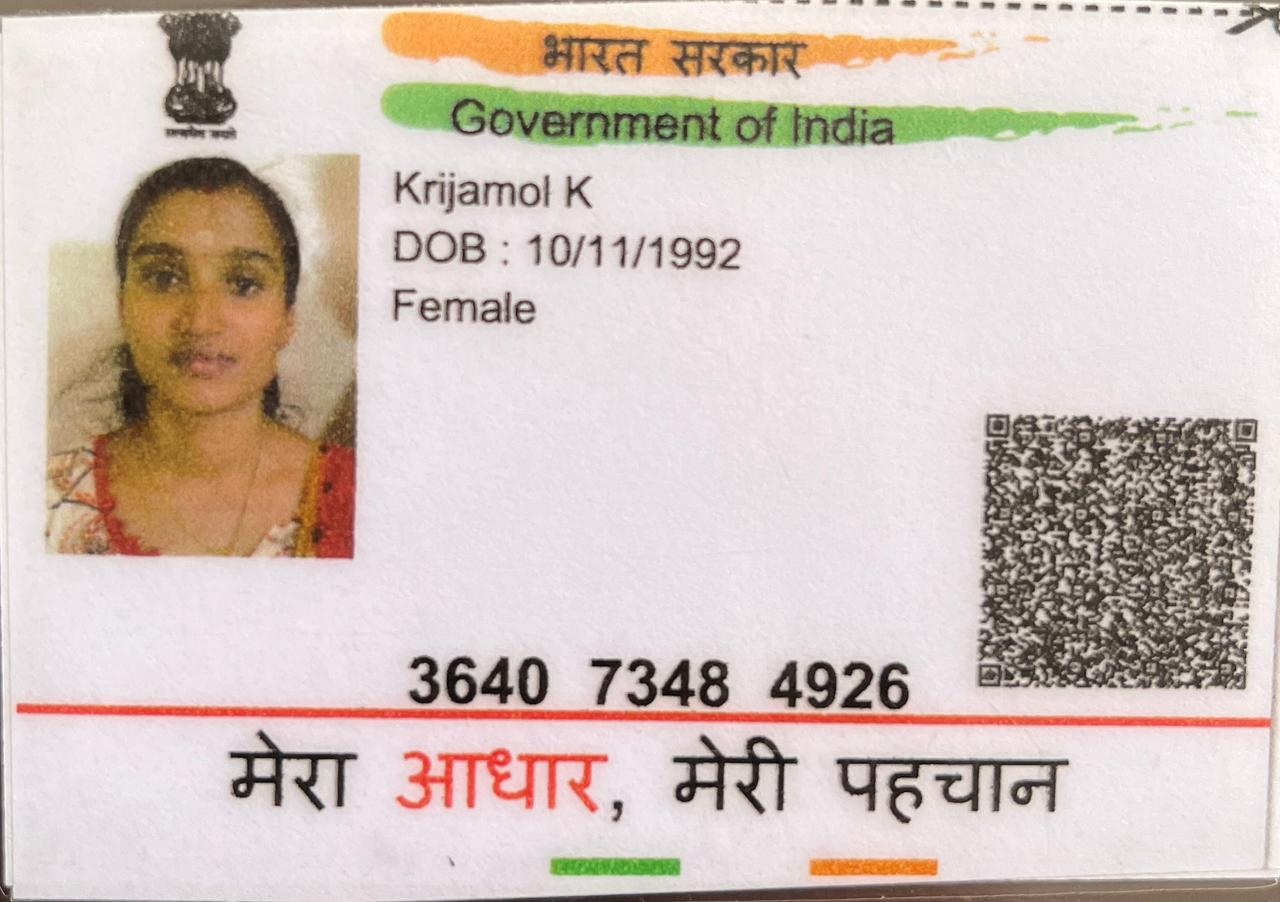 भारत सरकार
Government of India
Krijamol K
DOB : 10/11/1992
Female
3640 7348 4926
मेरा आधार, मेरी पहचान